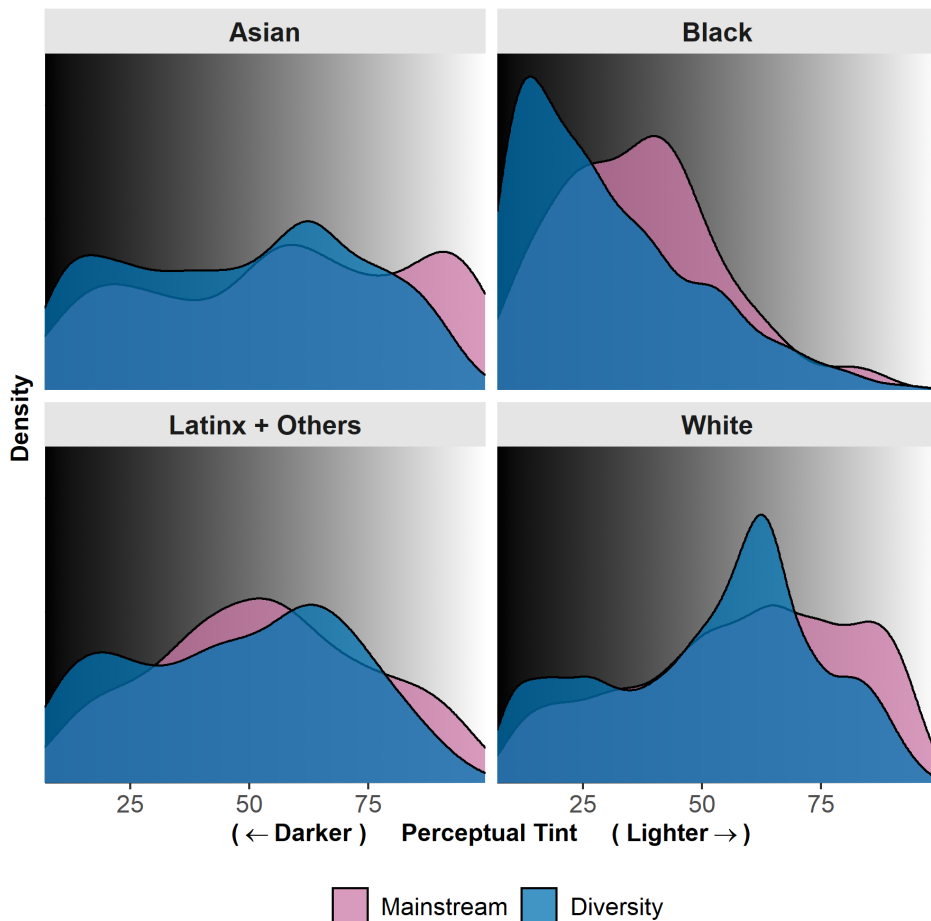 Asian
Black
Density
Latinx + Others
White
25 50 75
25 50 75
( ← Darker ) Perceptual Tint ( Lighter → )
Mainstream Diversity